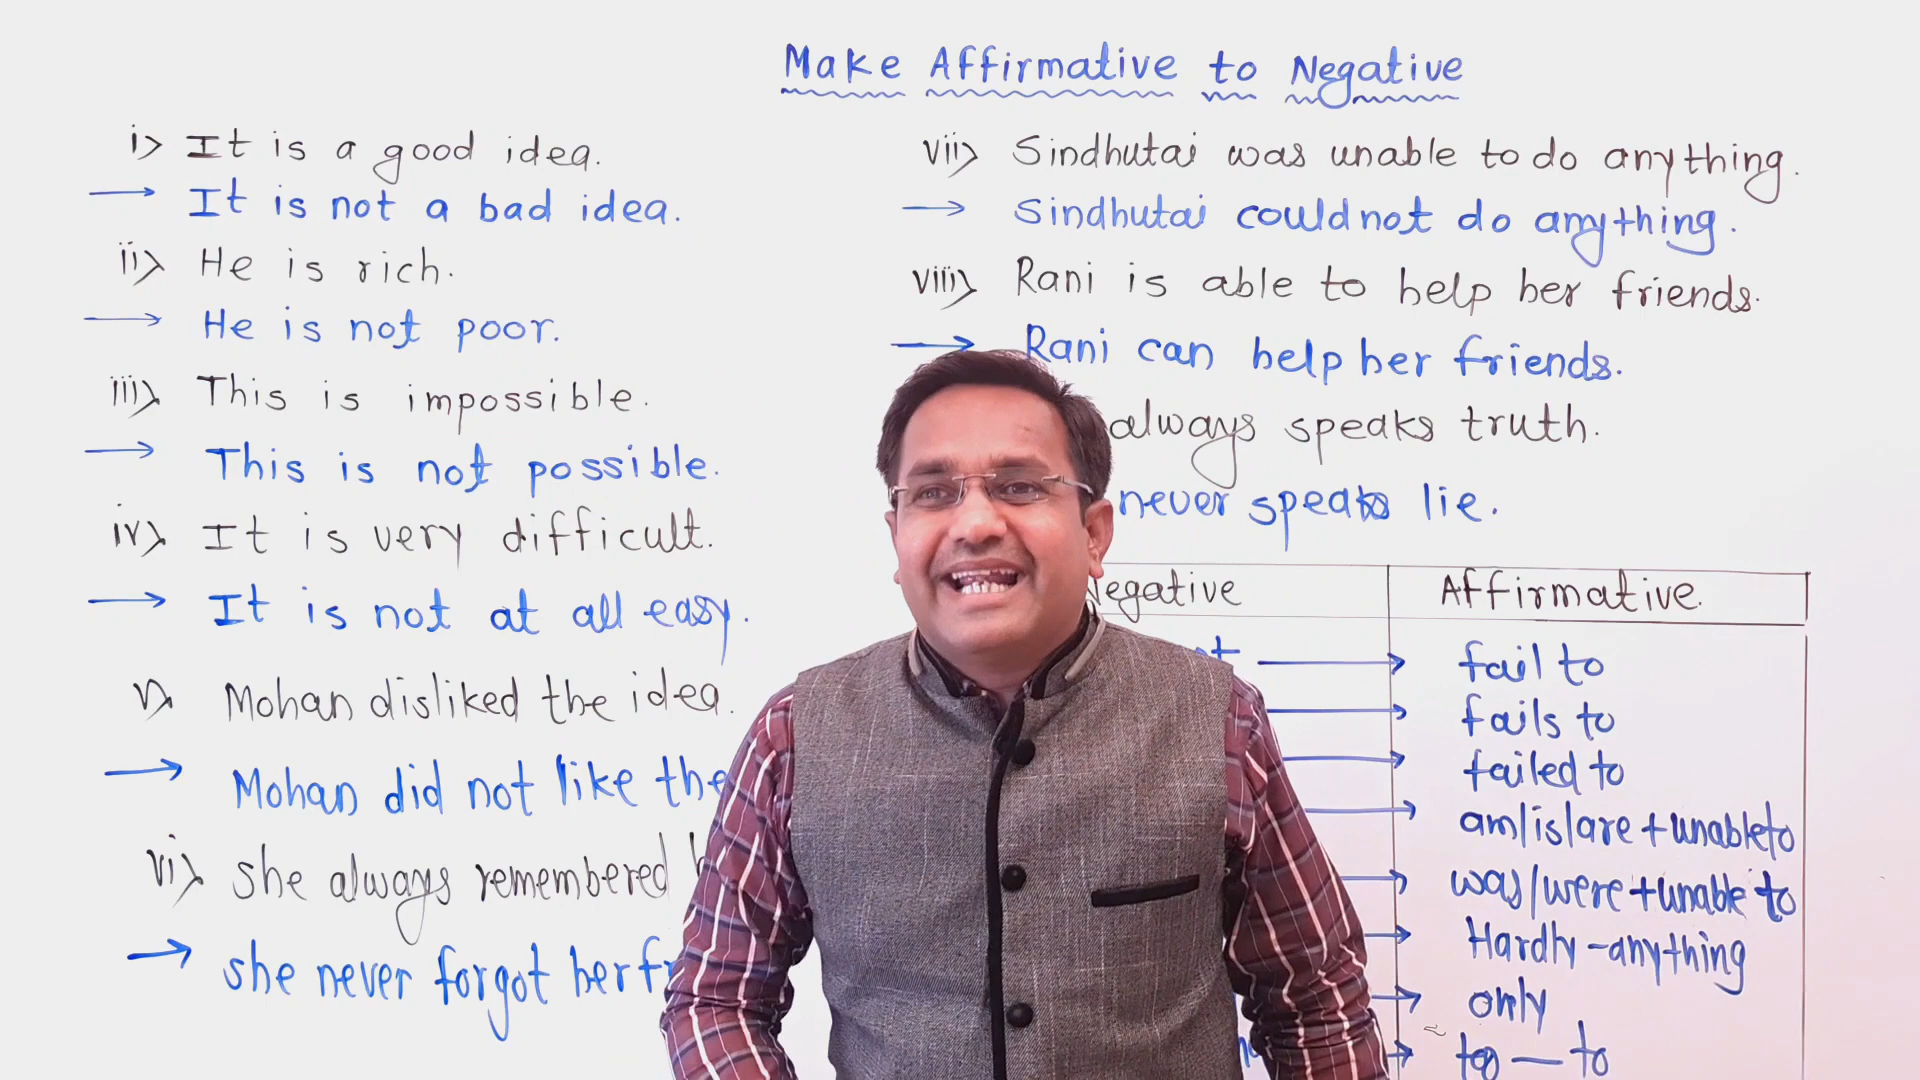 Make Affirmative to Negative
i) It is a good idea.
→ It is not a bad idea.
ii) He is rich.
→ He is not poor.
iii) This is impossible.
→ This is not possible.
iv) It is very difficult.
→ It is not at all easy.
v) Mohan disliked the idea.
→ Mohan did not like the
vi) she always remembered
→ she never forgot her
vii) Sindhutai was unable to do anything.
→ Sindhutai couldnot do anything.
viii) Rani is able to help her friends.
→ Rani can help her friends.
always speaks truth.
never speaks lie.
Negative Affirmative.
→ fail to
→ fails to
→ failed to
→ am/is/are + unable to
→ was/were + unable to
→ Hardly - anything
→ only
→ too — to